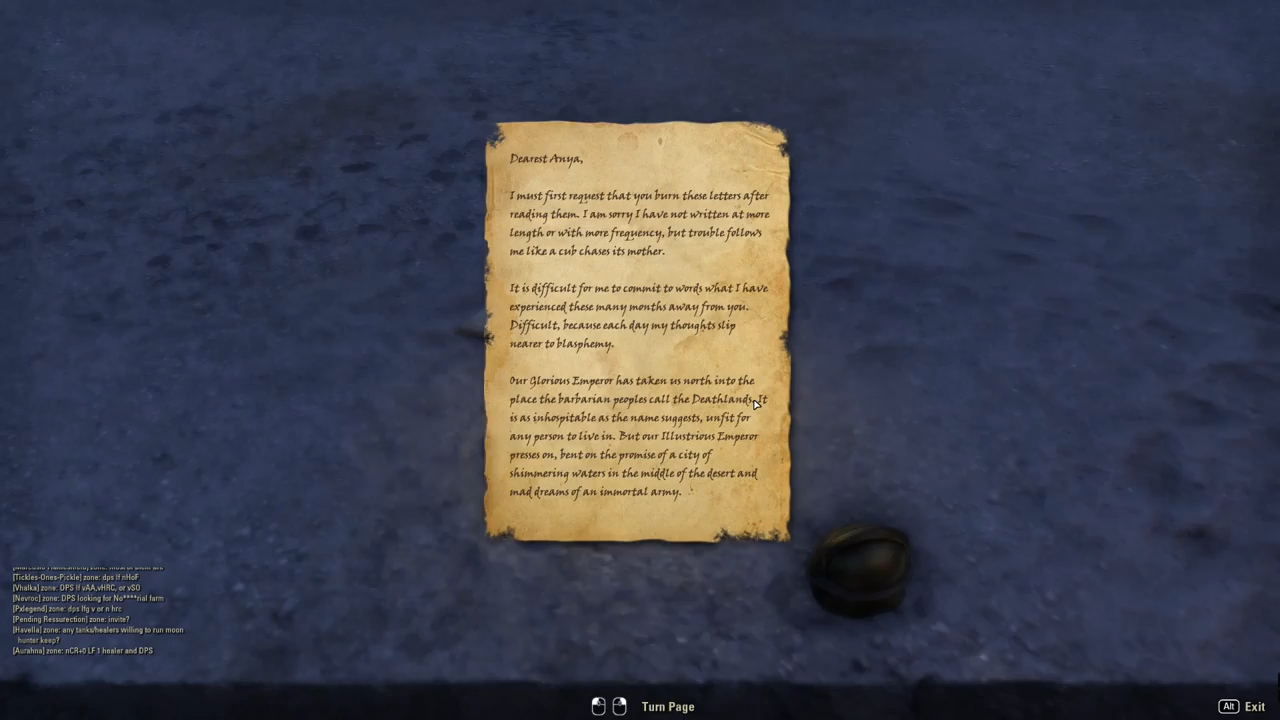 Dearest Anya,
I must first request that you burn these letters after
reading them. I am sorry I have not written at more
length or with more frequency, but trouble follows
me like a cub chases its mother.
It is difficult for me to commit to words what I have
experienced these many months away from you.
Difficult, because each day my thoughts slip
nearer to blasphemy.
Our Glorious Emperor has taken us north into the
place the barbarian peoples call the Deathlands. It
is as inhospitable as the name suggests, unfit for
any person to live in. But our Illustrious Emperor
presses on, bent on the promise of a city of
shimmering waters in the middle of the desert and
mad dreams of an immortal army.
[Tickles-Ones-Pickle] zone: dps lf nHoF
[Vhalka] zone: DPS lf vAA,vHRC, or vSO
[Nevroc] zone: DPS looking for No****rial farm
[Pxlegend] zone: dps lfg v or n hrc
[Pending Ressurection] zone: invite?
[Havella] zone: any tanks/healers willing to run moon
hunter keep?
[Aurahna] zone: nCR+0 LF 1 healer and DPS
Turn Page
Alt Exit